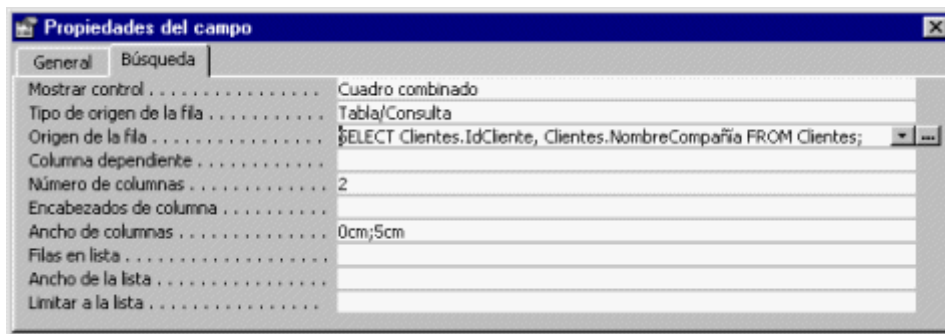 Propiedades del campo
General Búsqueda
Mostrar control . . . . . . . . . . . . . . . . Cuadro combinado
Tipo de origen de la fila . . . . . . . . . . . Tabla/Consulta
Origen de la fila . . . . . . . . . . . . . . . . . SELECT Clientes.IdCliente, Clientes.NombreCompañía FROM Clientes;
Columna dependiente . . . . . . . . . . . .
Número de columnas . . . . . . . . . . . . . 2
Encabezados de columna . . . . . . . . . .
Ancho de columnas . . . . . . . . . . . . . . 0cm;5cm
Filas en lista . . . . . . . . . . . . . . . . . . .
Ancho de la lista . . . . . . . . . . . . . . . .
Limitar a la lista . . . . . . . . . . . . . . . .